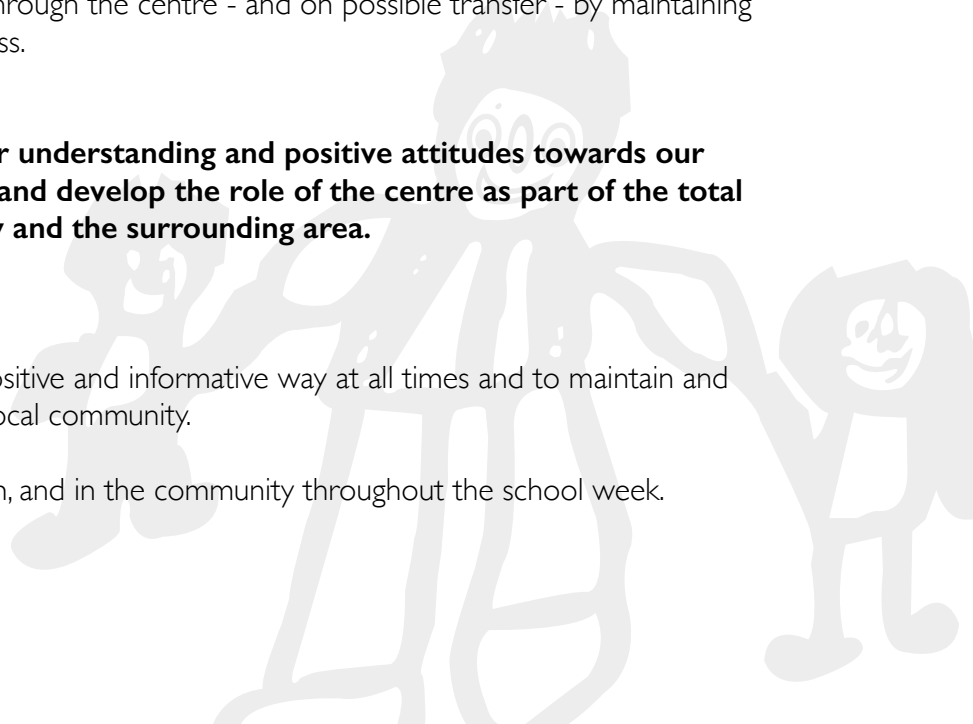 through the centre - and on possible transfer - by maintaining
ss.
r understanding and positive attitudes towards our
and develop the role of the centre as part of the total
y and the surrounding area.
ositive and informative way at all times and to maintain and
ocal community.
n, and in the community throughout the school week.